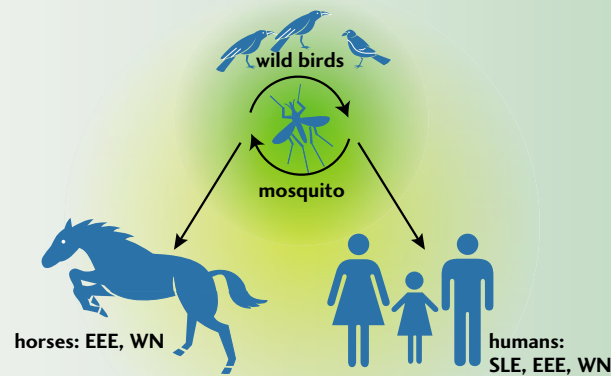 wild birds
mosquito
horses: EEE, WN
humans:
SLE, EEE, WN